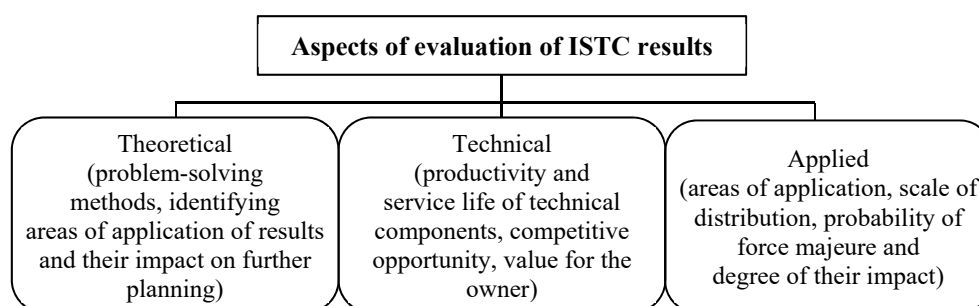 Aspects of evaluation of ISTC results
Theoretical
(problem-solving
methods, identifying
areas of application of results
and their impact on further
planning)
Technical
(productivity and
service life of technical
components, competitive
opportunity, value for the
owner)
Applied
(areas of application, scale of
distribution, probability of
force majeure and
degree of their impact)